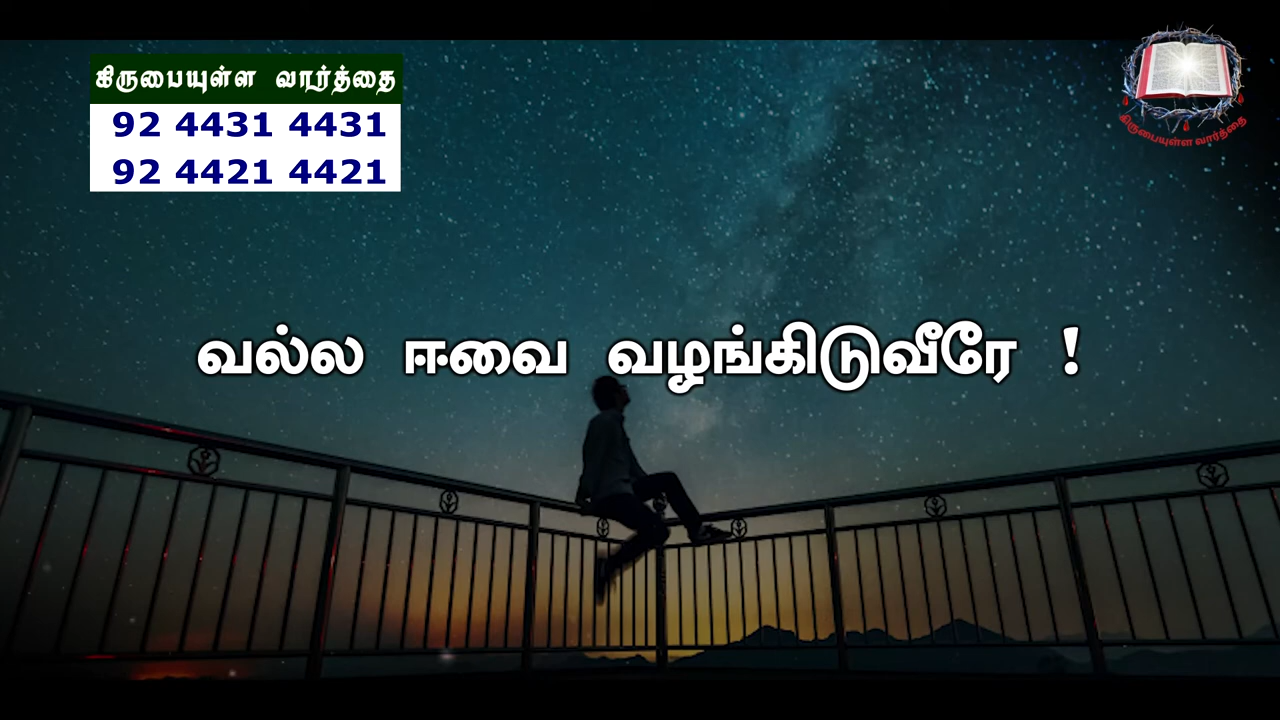 கிருபையுள்ள வார்த்தை
92 4431 4431
92 4421 4421
கிருபையுள்ள வார்த்தை
வல்ல ஈவை வழங்கிடுவீரே !